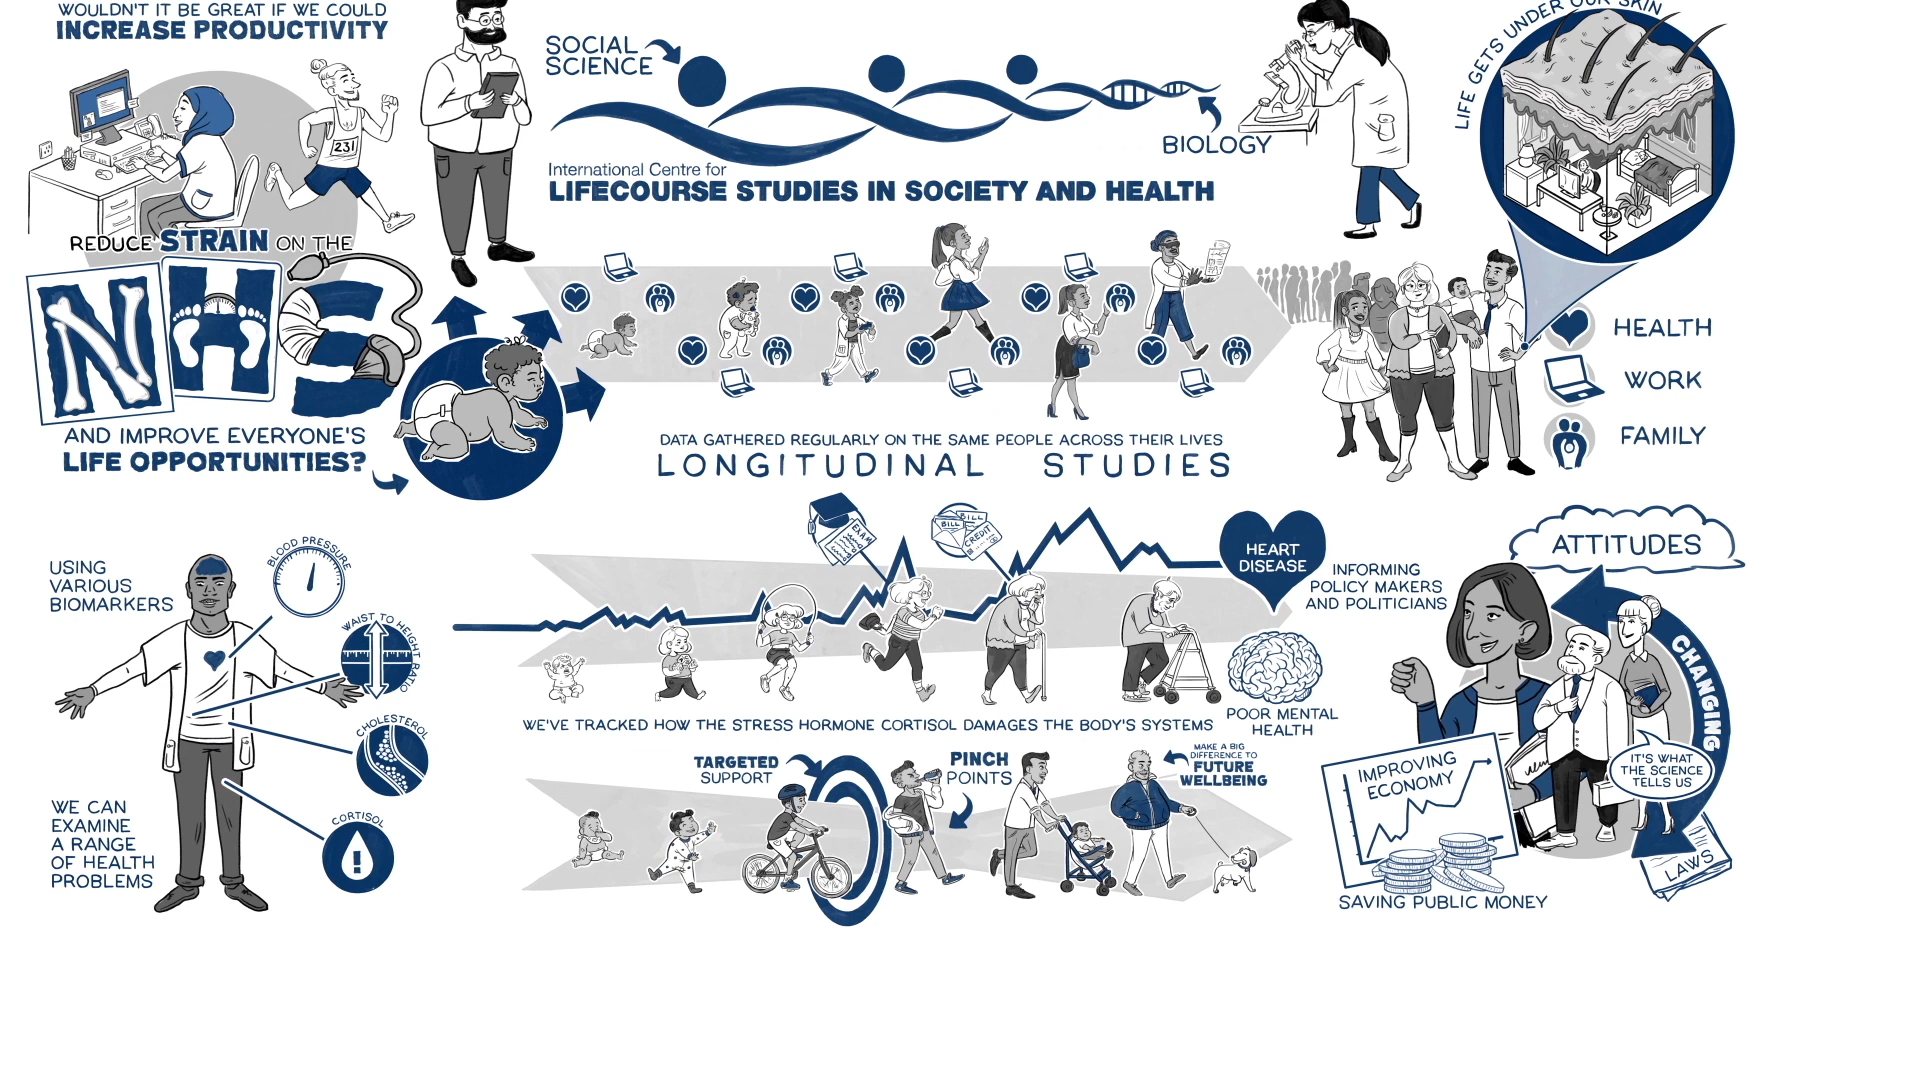 WOULDN'T IT BE GREAT IF WE COULD
INCREASE PRODUCTIVITY
231
REDUCE STRAIN ON THE
NHS
AND IMPROVE EVERYONE'S
LIFE OPPORTUNITIES?
SOCIAL
SCIENCE
BIOLOGY
International Centre for
LIFECOURSE STUDIES IN SOCIETY AND HEALTH
LIFE GETS UNDER OUR SKIN
HEALTH
WORK
FAMILY
DATA GATHERED REGULARLY ON THE SAME PEOPLE ACROSS THEIR LIVES
LONGITUDINAL STUDIES
USING
VARIOUS
BIOMARKERS
BLOOD PRESSURE
WAIST TO HEIGHT RATIO
CHOLESTEROL
CORTISOL
!
WE CAN
EXAMINE
A RANGE
OF HEALTH
PROBLEMS
EXAM
BILL
BILL
CREDIT
HEART
DISEASE
POOR MENTAL
HEALTH
WE'VE TRACKED HOW THE STRESS HORMONE CORTISOL DAMAGES THE BODY'S SYSTEMS
TARGETED
SUPPORT
PINCH
POINTS
MAKE A BIG
DIFFERENCE TO
FUTURE
WELLBEING
INFORMING
POLICY MAKERS
AND POLITICIANS
ATTITUDES
CHANGING
IT'S WHAT
THE SCIENCE
TELLS US
LAWS
IMPROVING
ECONOMY
SAVING PUBLIC MONEY